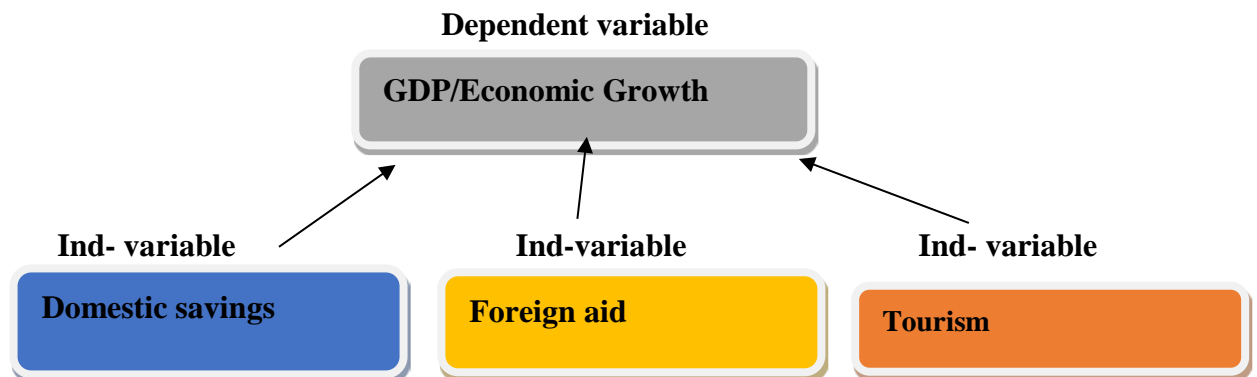 Dependent variable
GDP/Economic Growth
Ind- variable
Ind-variable
Ind- variable
Domestic savings
Foreign aid
Tourism